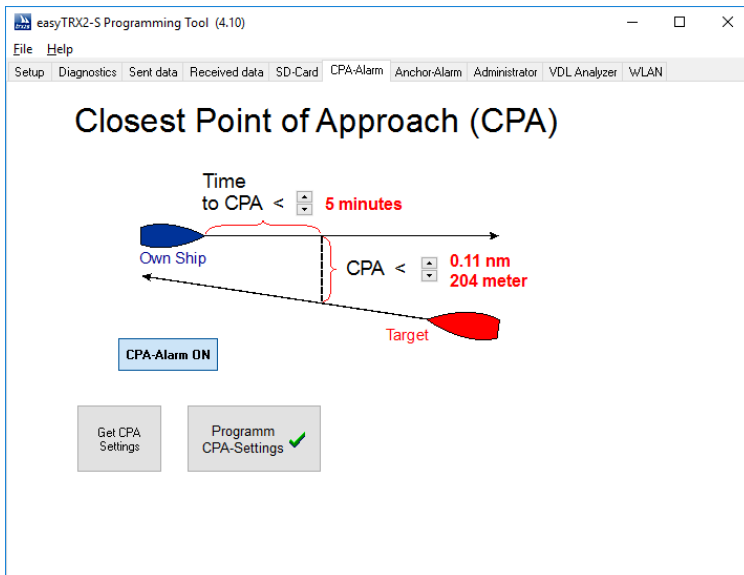 easyTRX2-S Programming Tool (4.10)
File Help
Setup Diagnostics Sent data Received data SD-Card CPA-Alarm Anchor-Alarm Administrator VDL Analyzer WLAN
Closest Point of Approach (CPA)
Time
to CPA < 5 minutes
Own Ship
CPA < 0.11 nm
204 meter
Target
CPA-Alarm ON
Get CPA
Settings
Programm
CPA-Settings